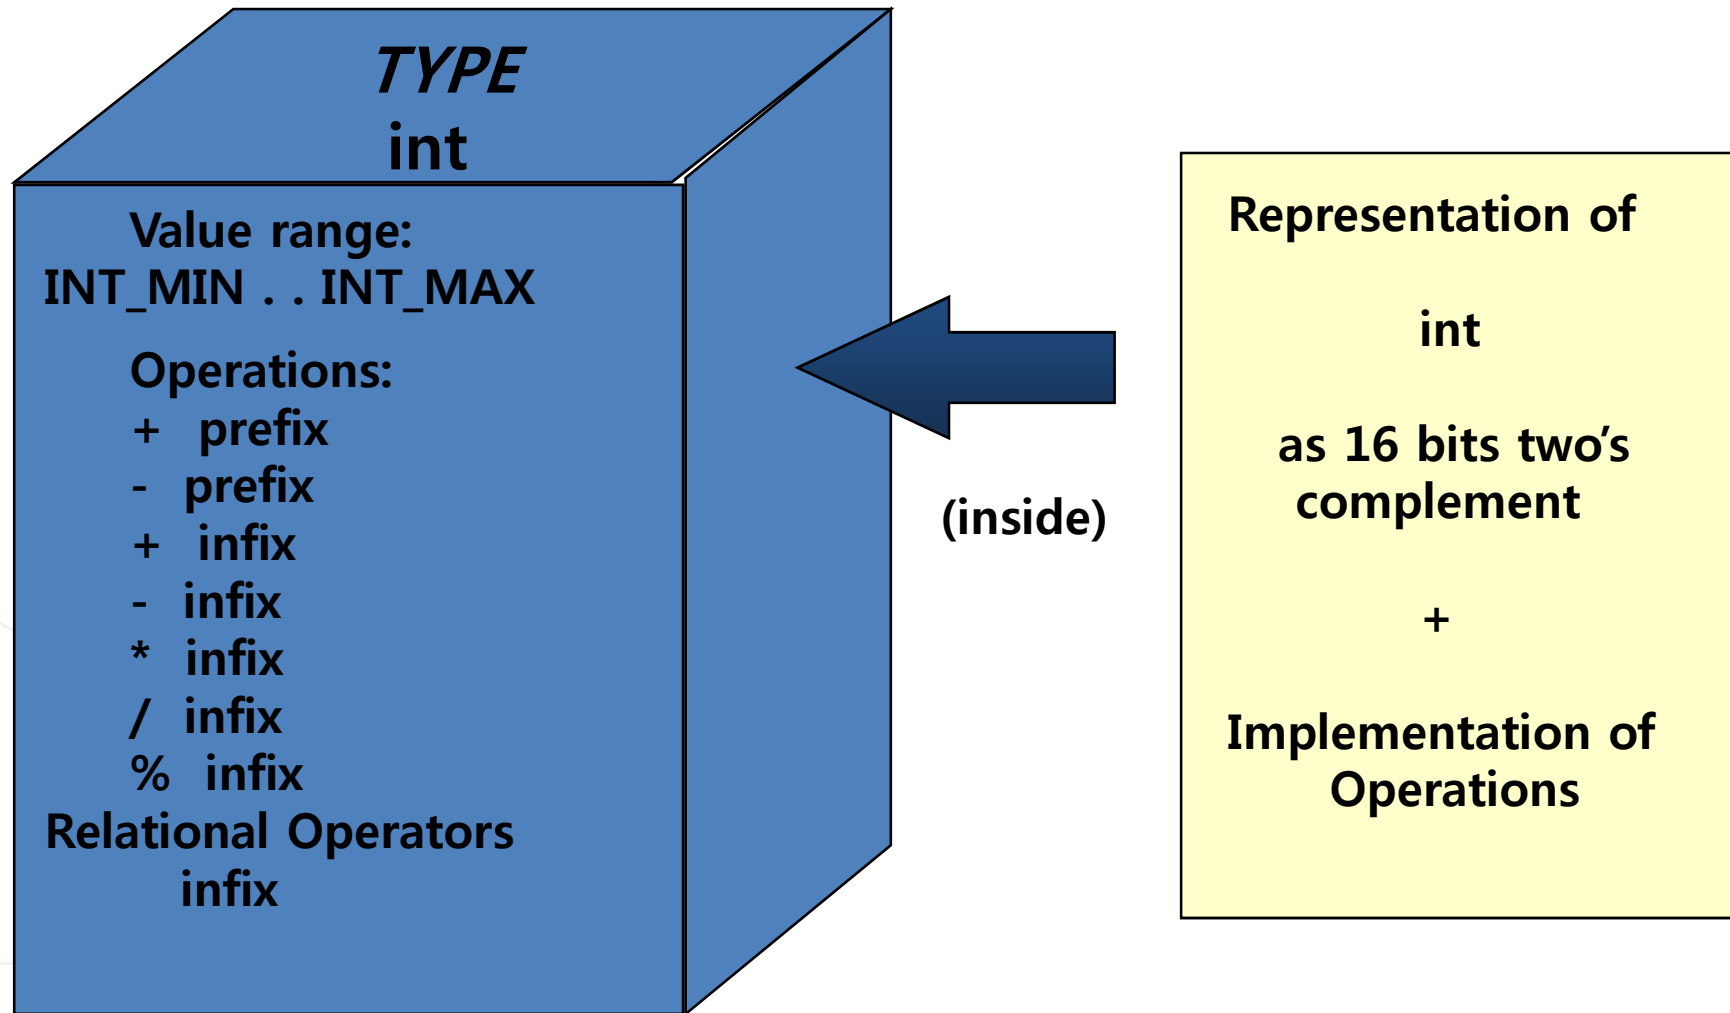 TYPE
int
Value range:
INT_MIN . . INT_MAX
Operations:
+ prefix
- prefix
+ infix
- infix
* infix
/ infix
% infix
Relational Operators
infix
(inside)
Representation of
int
as 16 bits two’s
complement
+
Implementation of
Operations